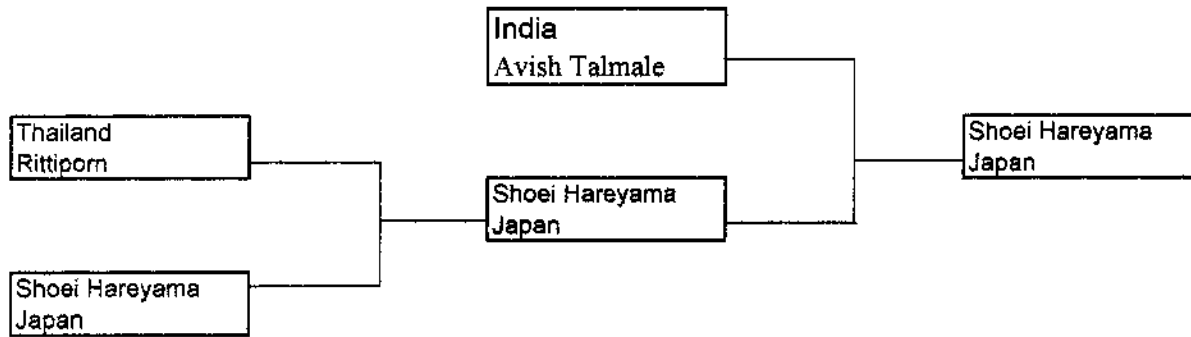 India
Avish Talmale
Thailand
Rittiporn
Shoei Hareyama
Japan
Shoei Hareyama
Japan
Shoei Hareyama
Japan